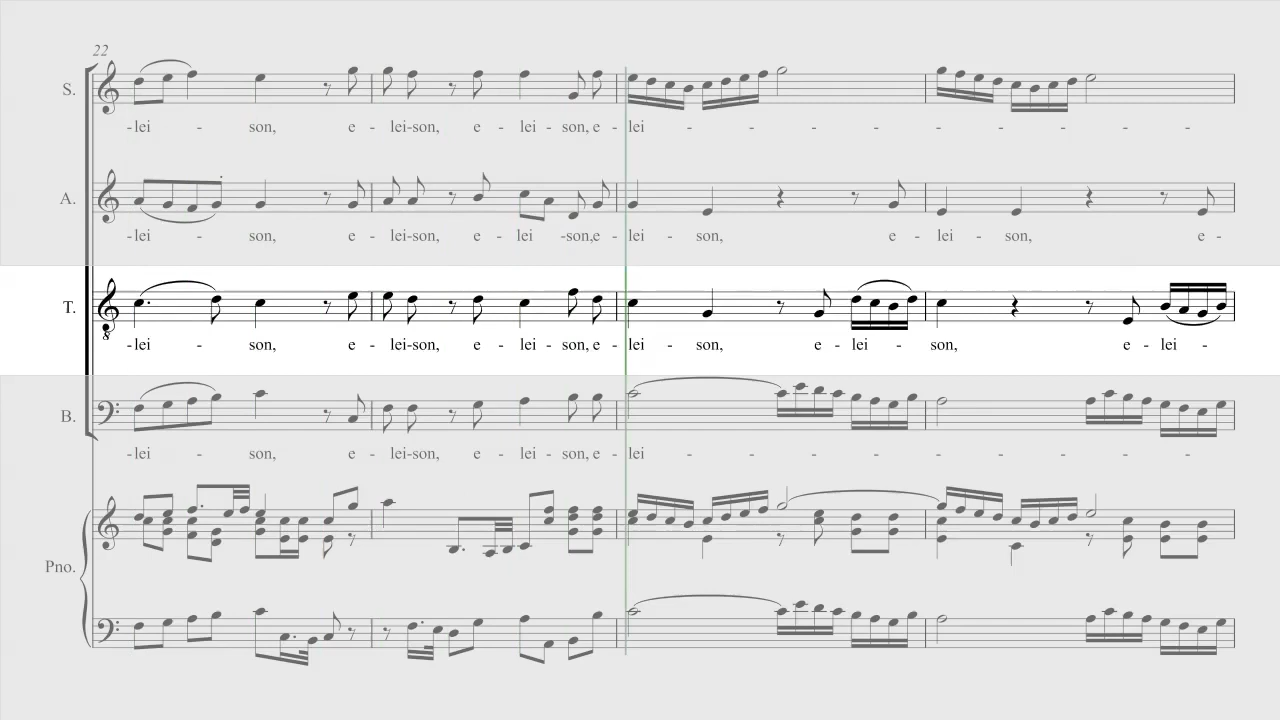 22
S.
-lei - son, e - lei-son, e - lei - son, e - lei - - - - - - - - -
A.
-lei - son, e - lei-son, e - lei -son,e - lei - son, e - lei - son, e -
T.
8
-lei - son, e - lei-son, e - lei - son, e - lei - son, e - lei - son, e - lei -
B.
-lei - son, e - lei-son, e - lei - son, e - lei - - - - - - - - -
Pno.